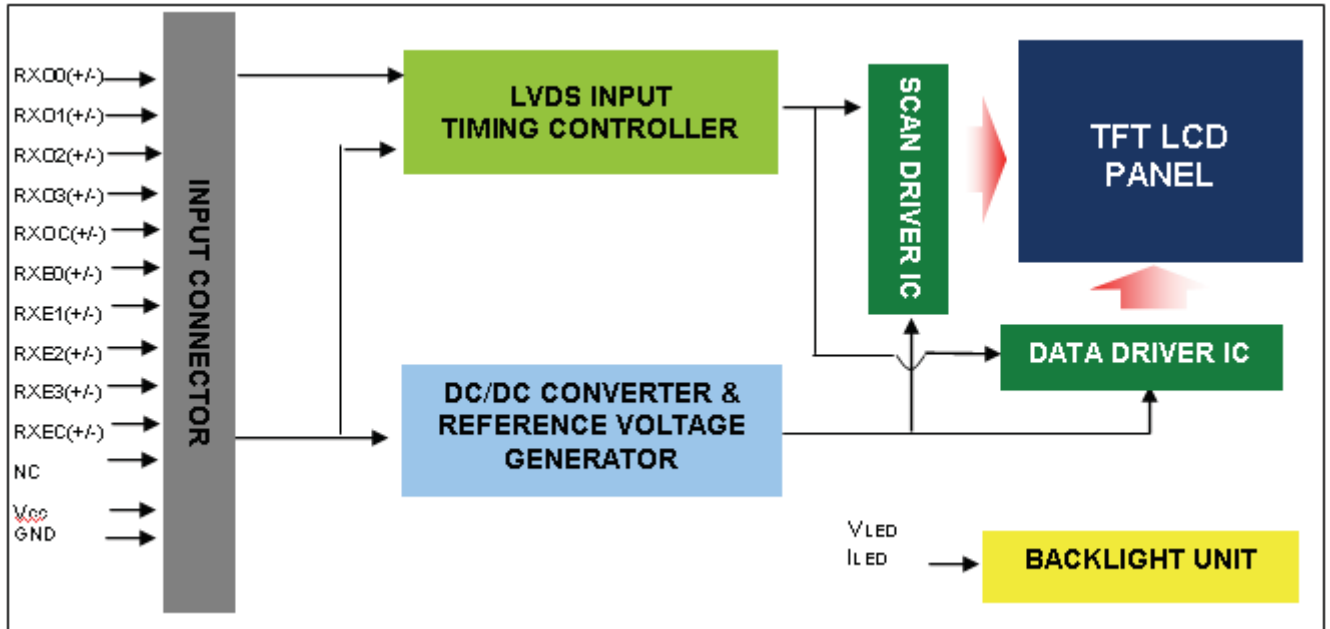 RXO0(+/-)
RXO1(+/-)
RXO2(+/-)
RXO3(+/-)
RXOC(+/-)
RXE0(+/-)
RXE1(+/-)
RXE2(+/-)
RXE3(+/-)
RXEC(+/-)
NC
Vcc
GND
INPUT CONNECTOR
LVDS INPUT
TIMING CONTROLLER
DC/DC CONVERTER &
REFERENCE VOLTAGE
GENERATOR
SCAN DRIVER IC
TFT LCD
PANEL
DATA DRIVER IC
VLED
ILED
BACKLIGHT UNIT